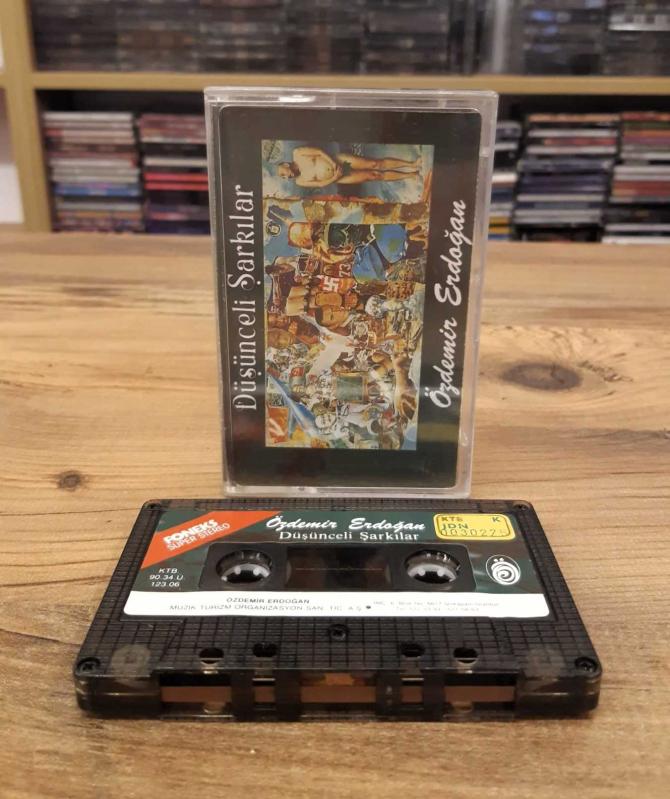 Düşünceli Şarkılar
Özdemir Erdoğan
73
FONEKS
SUPER STEREO
Özdemir Erdoğan
Düşünceli Şarkılar
KTB K
JDN
KTB.
90.34.Ü.
123.06
ÖZDEMİR ERDOĞAN
MÜZİK TURİZM ORGANİZASYON SAN. TİC. A.Ş.